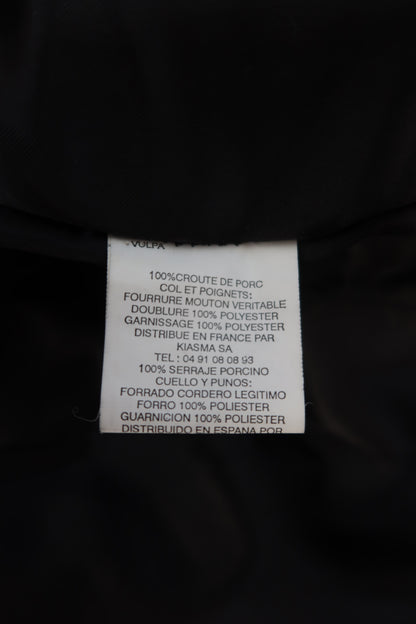 "VULPA"
100%CROUTE DE PORC
COL ET POIGNETS:
FOURRURE MOUTON VERITABLE
DOUBLURE 100% POLYESTER
GARNISSAGE 100% POLYESTER
DISTRIBUE EN FRANCE PAR
KIASMA SA
TEL : 04 91 08 08 93
100% SERRAJE PORCINO
CUELLO Y PUNOS:
FORRADO CORDERO LEGITIMO
FORRO 100% POLIESTER
GUARNICION 100% POLIESTER
DISTRIBUIDO EN ESPANA POR